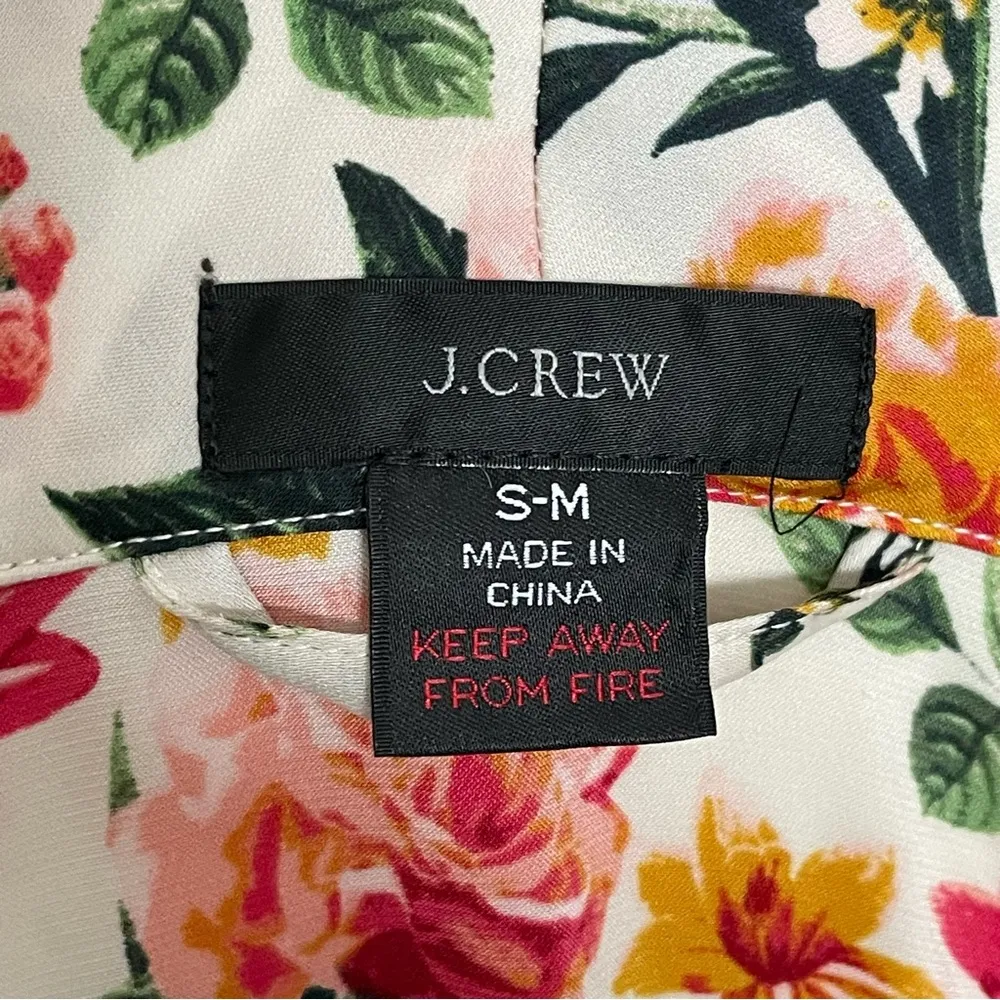 J.CREW
S-M
MADE IN
CHINA
KEEP AWAY
FROM FIRE